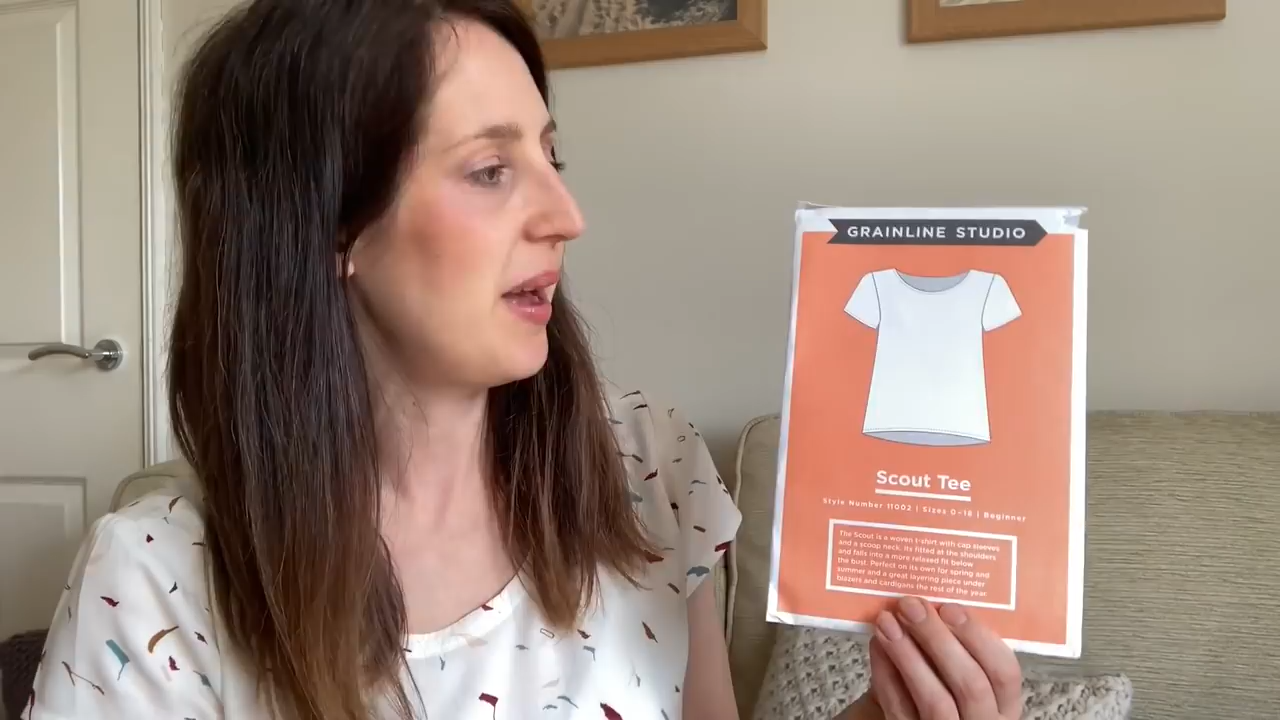 GRAINLINE STUDIO
Scout Tee
Style Number 11002 | Sizes 0-18 | Beginner
The Scout is a woven t-shirt with cap sleeves
and a scoop neck. Its fitted at the shoulders
and falls into a more relaxed fit below
the bust. Perfect on its own for spring and
summer and a great layering piece under
blazers and cardigans the rest of the year